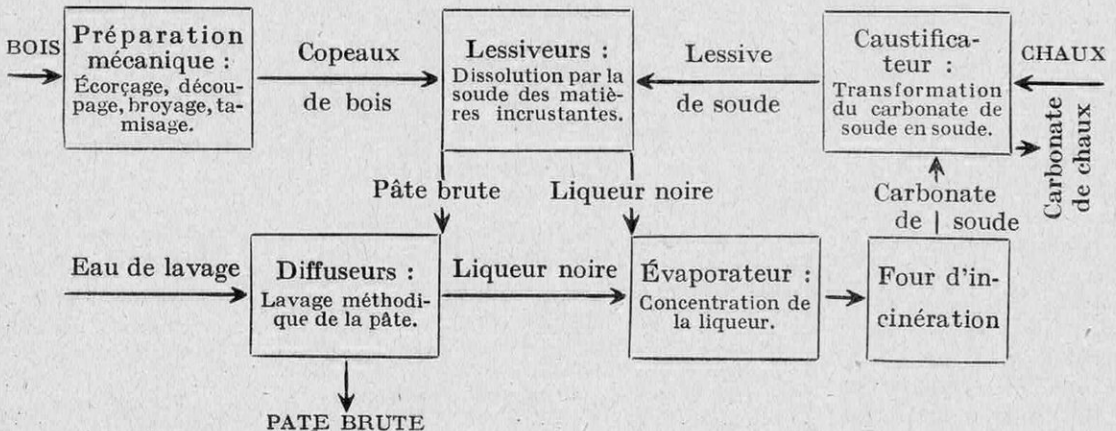 BOIS
Préparation
mécanique :
Écorçage, décou-
page, broyage, ta-
misage.
Copeaux
de bois
Lessiveurs :
Dissolution par la
soude des matiè-
res incrustantes.
Lessive
de soude
Caustifica-
teur :
Transformation
du carbonate de
soude en soude.
CHAUX
Carbonate
de chaux
Pâte brute
Liqueur noire
Carbonate
de | soude
Eau de lavage
Diffuseurs :
Lavage méthodi-
que de la pâte.
Liqueur noire
Évaporateur :
Concentration de
la liqueur.
Four d'in-
cinération
PATE BRUTE